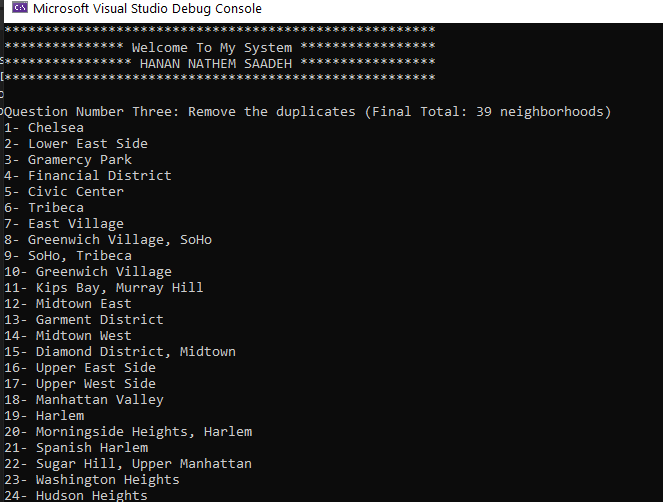 Microsoft Visual Studio Debug Console
******************************************************
*************** Welcome To My System *****************
**************** HANAN NATHEM SAADEH *****************
******************************************************
Question Number Three: Remove the duplicates (Final Total: 39 neighborhoods)
1- Chelsea
2- Lower East Side
3- Gramercy Park
4- Financial District
5- Civic Center
6- Tribeca
7- East Village
8- Greenwich Village, SoHo
9- SoHo, Tribeca
10- Greenwich Village
11- Kips Bay, Murray Hill
12- Midtown East
13- Garment District
14- Midtown West
15- Diamond District, Midtown
16- Upper East Side
17- Upper West Side
18- Manhattan Valley
19- Harlem
20- Morningside Heights, Harlem
21- Spanish Harlem
22- Sugar Hill, Upper Manhattan
23- Washington Heights
24- Hudson Heights